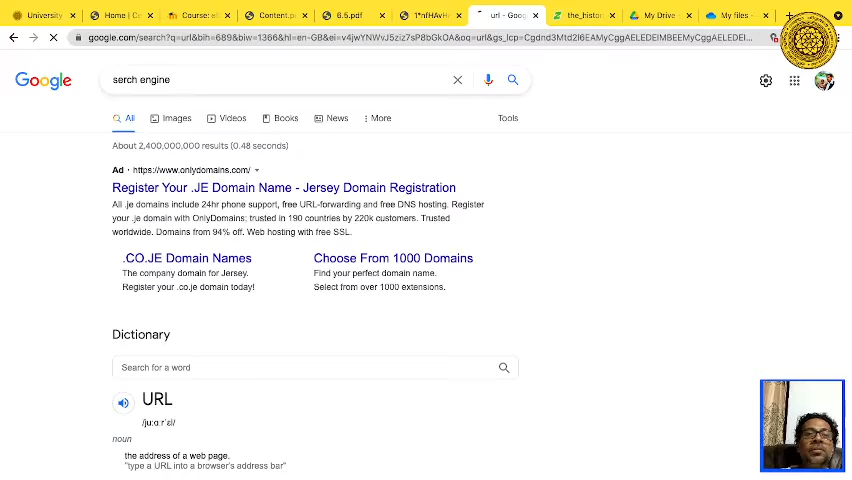 University
Home | C
Course: el
Content.p
6.5.pdf
1*nfHAvH
url - Goog
the_histor
My Drive -
My files -
google.com/search?q=url&bih=689&biw=1366&hl=en-GB&ei=v4jwYNWvJ5ziz7sP8bGkOA&oq=url&gs_lcp=Cgdnd3Mtd2l6EAMyCggAELEDEIMBEEMyCggAELEDEI...
Google
serch engine
All
Images
Videos
Books
News
More
Tools
About 2,400,000,000 results (0.48 seconds)
Ad · https://www.onlydomains.com/
Register Your .JE Domain Name - Jersey Domain Registration
All .je domains include 24hr phone support, free URL-forwarding and free DNS hosting. Register
your .je domain with OnlyDomains; trusted in 190 countries by 220k customers. Trusted
worldwide. Domains from 94% off. Web hosting with free SSL.
.CO.JE Domain Names
Choose From 1000 Domains
The company domain for Jersey.
Find your perfect domain name.
Register your .co.je domain today!
Select from over 1000 extensions.
Dictionary
Search for a word
URL
/juːɑːrˈɛl/
noun
the address of a web page.
"type a URL into a browser's address bar"